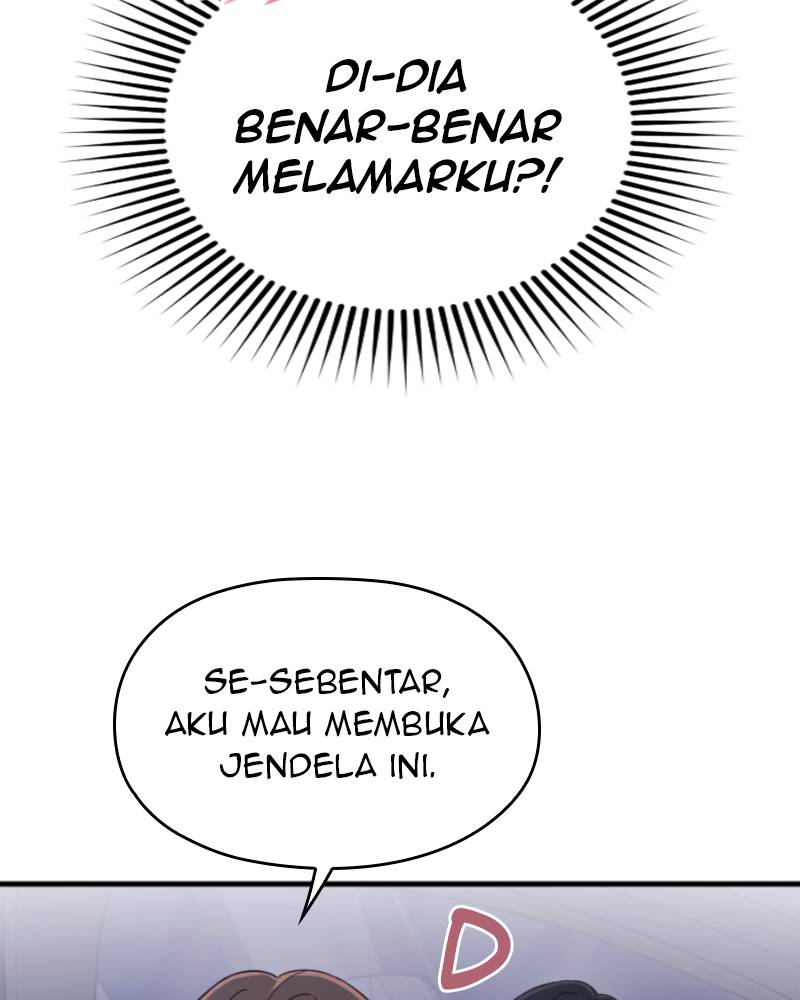 DI-DIA
BENAR-BENAR
MELAMARKU?!
SE-SEBENTAR,
AKU MAU MEMBUKA
JENDELA INI.
D